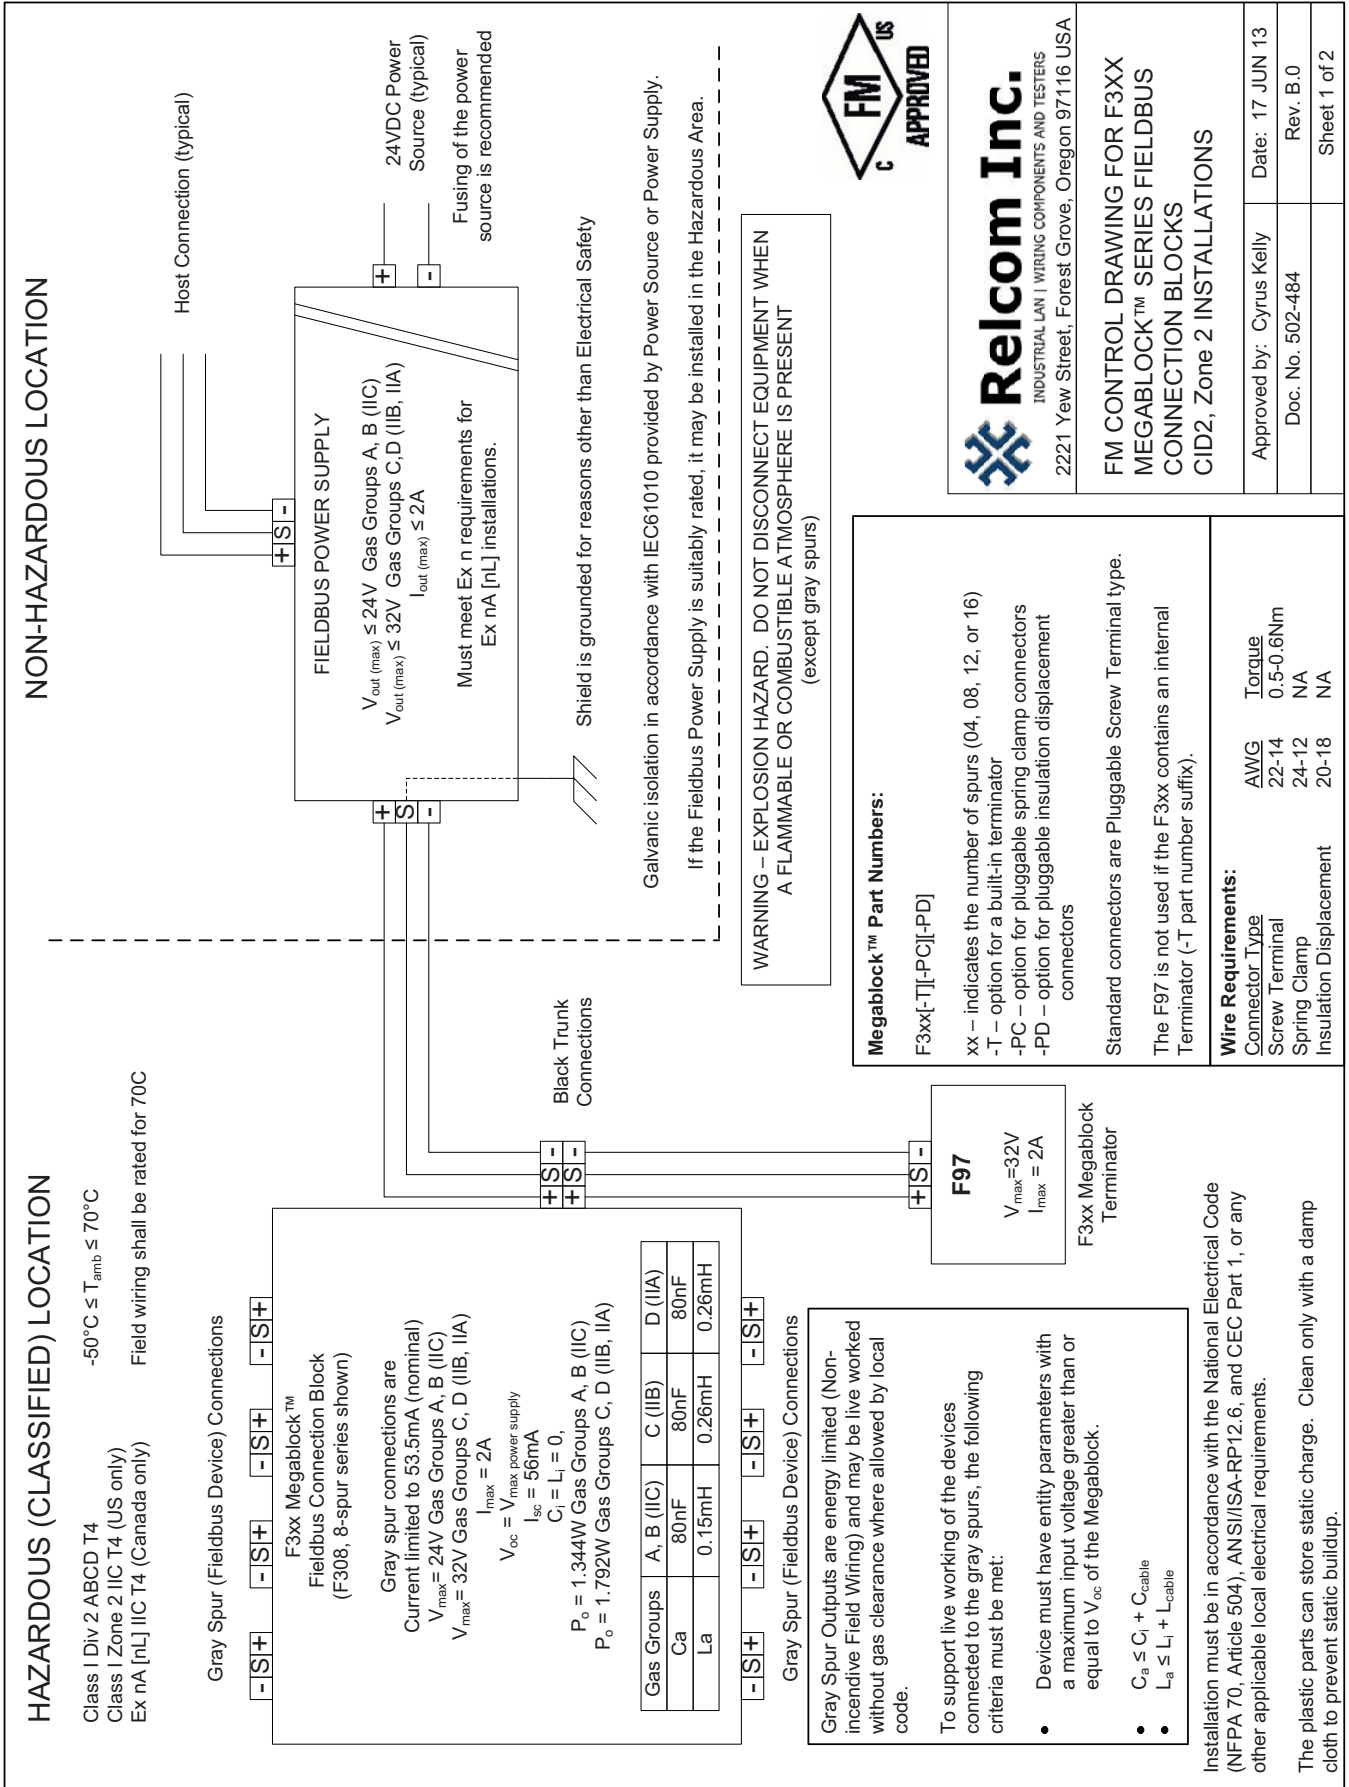 HAZARDOUS (CLASSIFIED) LOCATION
NON-HAZARDOUS LOCATION
Class I Div 2 ABCD T4
Class I Zone 2 IIC T4 (US only)
Ex nA [nL] IIC T4 (Canada only)
-50°C ≤ Tamb ≤ 70°C
Field wiring shall be rated for 70C
Gray Spur (Fieldbus Device) Connections
- S +
- S +
- S +
- S +
F3xx Megablock™
Fieldbus Connection Block
(F308, 8-spur series shown)
Gray spur connections are
Current limited to 53.5mA (nominal)
Vmax= 24V Gas Groups A, B (IIC)
Vmax= 32V Gas Groups C, D (IIB, IIA)
Imax = 2A
Voc = Vmax power supply
Isc = 56mA
Ci = Li = 0,
Po = 1.344W Gas Groups A, B (IIC)
Po = 1.792W Gas Groups C, D (IIB, IIA)
Gas Groups A, B (IIC) C (IIB) D (IIA)
Ca 80nF 80nF 80nF
La 0.15mH 0.26mH 0.26mH
- S +
- S +
- S +
- S +
Gray Spur (Fieldbus Device) Connections
+ S -
+ S -
Black Trunk
Connections
+ S -
F97
Vmax=32V
Imax = 2A
F3xx Megablock
Terminator
Host Connection (typical)
+ S -
FIELDBUS POWER SUPPLY
Vout (max) ≤ 24V Gas Groups A, B (IIC)
Vout (max) ≤ 32V Gas Groups C,D (IIB, IIA)
Iout (max) ≤ 2A
Must meet Ex n requirements for
Ex nA [nL] installations.
+
S
-
+
-
24VDC Power
Source (typical)
Fusing of the power
source is recommended
Shield is grounded for reasons other than Electrical Safety
Galvanic isolation in accordance with IEC61010 provided by Power Source or Power Supply.
If the Fieldbus Power Supply is suitably rated, it may be installed in the Hazardous Area.
WARNING – EXPLOSION HAZARD. DO NOT DISCONNECT EQUIPMENT WHEN
A FLAMMABLE OR COMBUSTIBLE ATMOSPHERE IS PRESENT
(except gray spurs)
Gray Spur Outputs are energy limited (Non-
incendive Field Wiring) and may be live worked
without gas clearance where allowed by local
code.
To support live working of the devices
connected to the gray spurs, the following
criteria must be met:
• Device must have entity parameters with
a maximum input voltage greater than or
equal to Voc of the Megablock.
• Ca ≤ Ci + Ccable
• La ≤ Li + Lcable
Installation must be in accordance with the National Electrical Code
(NFPA 70, Article 504), ANSI/ISA-RP12.6, and CEC Part 1, or any
other applicable local electrical requirements.
The plastic parts can store static charge. Clean only with a damp
cloth to prevent static buildup.
Megablock™ Part Numbers:
F3xx[-T][-PC][-PD]
xx – indicates the number of spurs (04, 08, 12, or 16)
-T – option for a built-in terminator
-PC – option for pluggable spring clamp connectors
-PD – option for pluggable insulation displacement
connectors
Standard connectors are Pluggable Screw Terminal type.
The F97 is not used if the F3xx contains an internal
Terminator (-T part number suffix).
Wire Requirements:
Connector Type AWG Torque
Screw Terminal 22-14 0.5-0.6Nm
Spring Clamp 24-12 NA
Insulation Displacement 20-18 NA
C FM US
APPROVED
Relcom Inc.
INDUSTRIAL LAN | WIRING COMPONENTS AND TESTERS
2221 Yew Street, Forest Grove, Oregon 97116 USA
FM CONTROL DRAWING FOR F3XX
MEGABLOCK™ SERIES FIELDBUS
CONNECTION BLOCKS
CID2, Zone 2 INSTALLATIONS
Approved by: Cyrus Kelly Date: 17 JUN 13
Doc. No. 502-484 Rev. B.0
Sheet 1 of 2